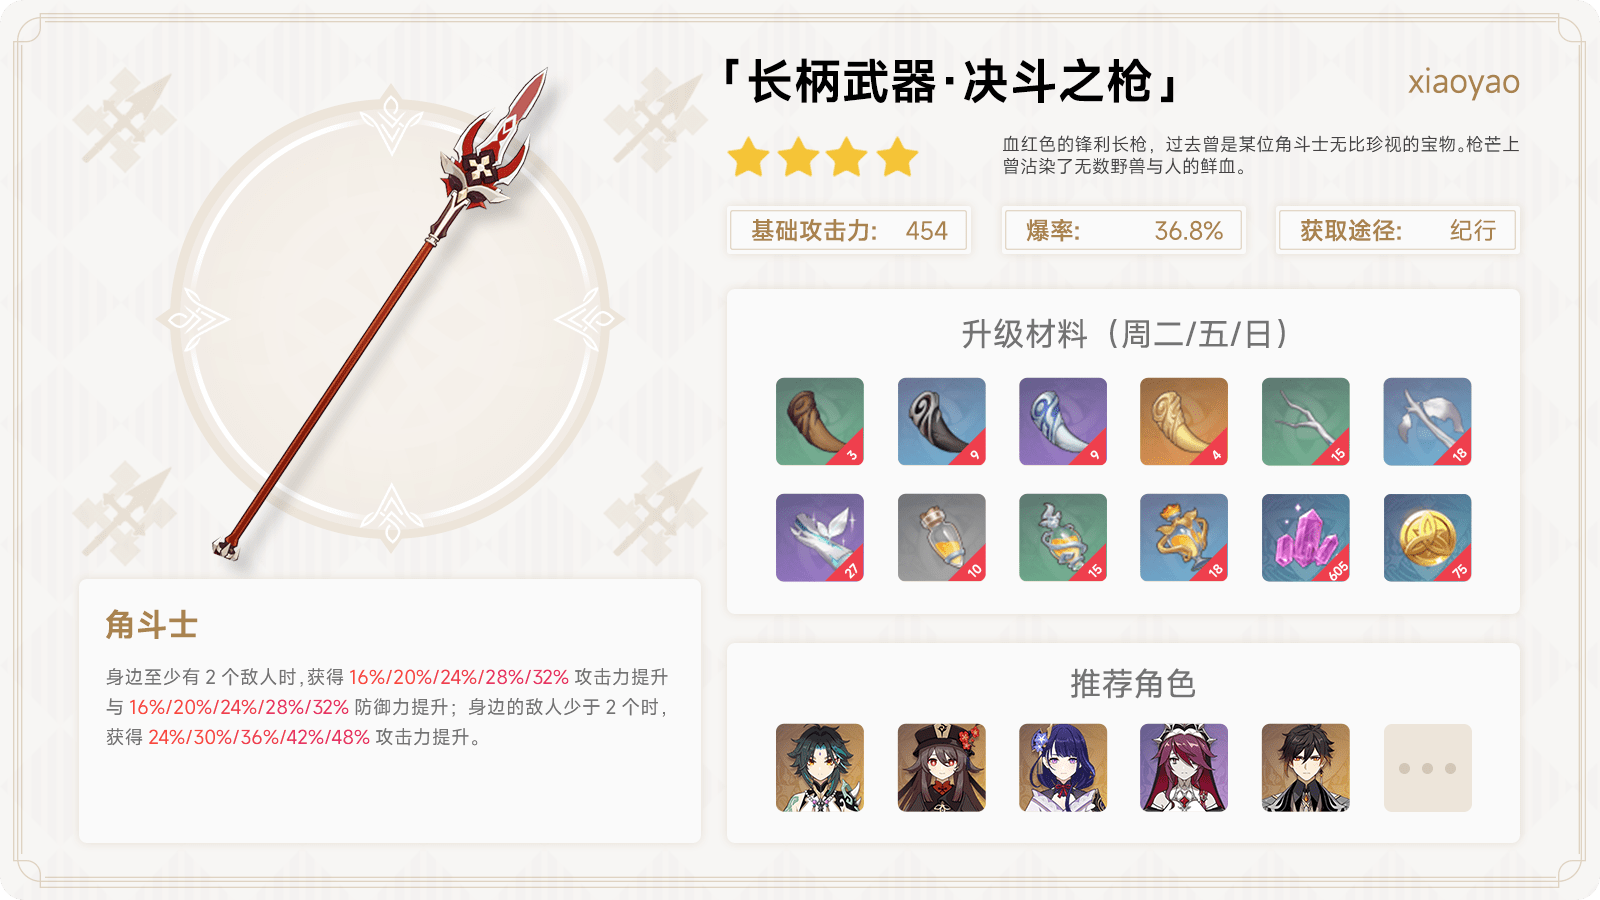 「长柄武器·决斗之枪」
xiaoyao
血红色的锋利长枪，过去曾是某位角斗士无比珍视的宝物。枪芒上
曾沾染了无数野兽与人的鲜血。
基础攻击力: 454
爆率: 36.8%
获取途径: 纪行
升级材料（周二/五/日）
3 9 9 4 15 18
27 10 15 18 605 75
角斗士
身边至少有 2 个敌人时,获得 16%/20%/24%/28%/32% 攻击力提升
与 16%/20%/24%/28%/32% 防御力提升；身边的敌人少于 2 个时，
获得 24%/30%/36%/42%/48% 攻击力提升。
推荐角色